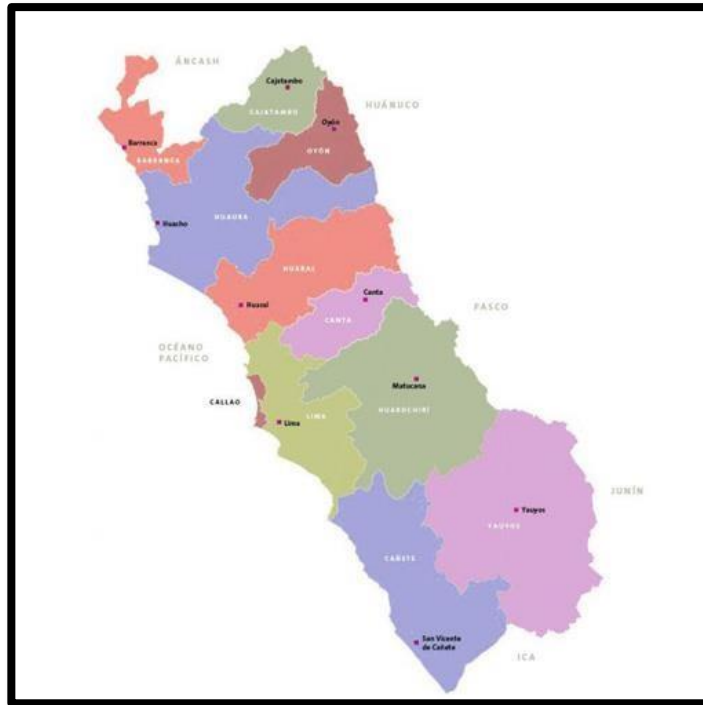 ÁNCASH
Cajatambo
CAJATAMBO
HUÁNUCO
Oyón
OYÓN
Barranca
BARRANCA
HUAURA
Huacho
HUARAL
Huaral
Canta
CANTA
PASCO
OCÉANO
PACÍFICO
Matucana
CALLAO
HUAROCHIRÍ
LIMA
Lima
JUNÍN
Yauyos
YAUYOS
CAÑETE
San Vicente
de Cañete
ICA